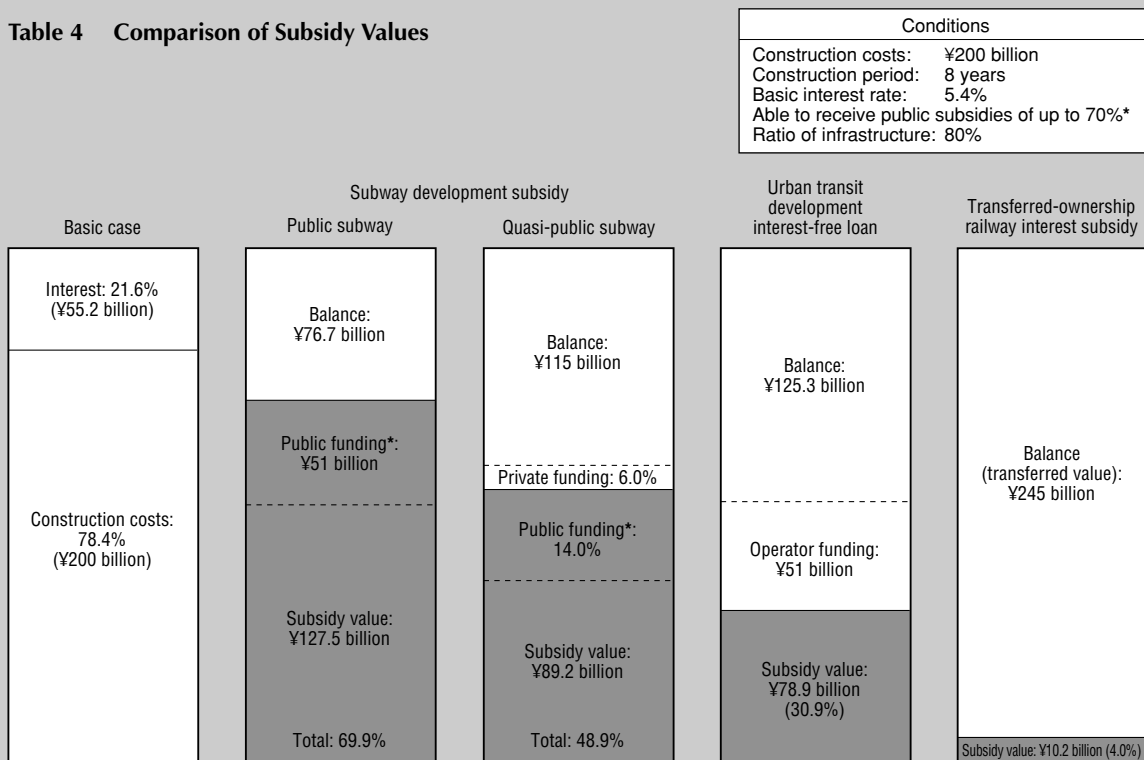 Table 4 Comparison of Subsidy Values
Conditions
Construction costs: ¥200 billion
Construction period: 8 years
Basic interest rate: 5.4%
Able to receive public subsidies of up to 70%*
Ratio of infrastructure: 80%
Subway development subsidy
Basic case
Public subway
Quasi-public subway
Urban transit
development
interest-free loan
Transferred-ownership
railway interest subsidy
Interest: 21.6%
(¥55.2 billion)
Construction costs:
78.4%
(¥200 billion)
Balance:
¥76.7 billion
Public funding*:
¥51 billion
Subsidy value:
¥127.5 billion
Total: 69.9%
Balance:
¥115 billion
Private funding: 6.0%
Public funding*:
14.0%
Subsidy value:
¥89.2 billion
Total: 48.9%
Balance:
¥125.3 billion
Operator funding:
¥51 billion
Subsidy value:
¥78.9 billion
(30.9%)
Balance
(transferred value):
¥245 billion
Subsidy value: ¥10.2 billion (4.0%)